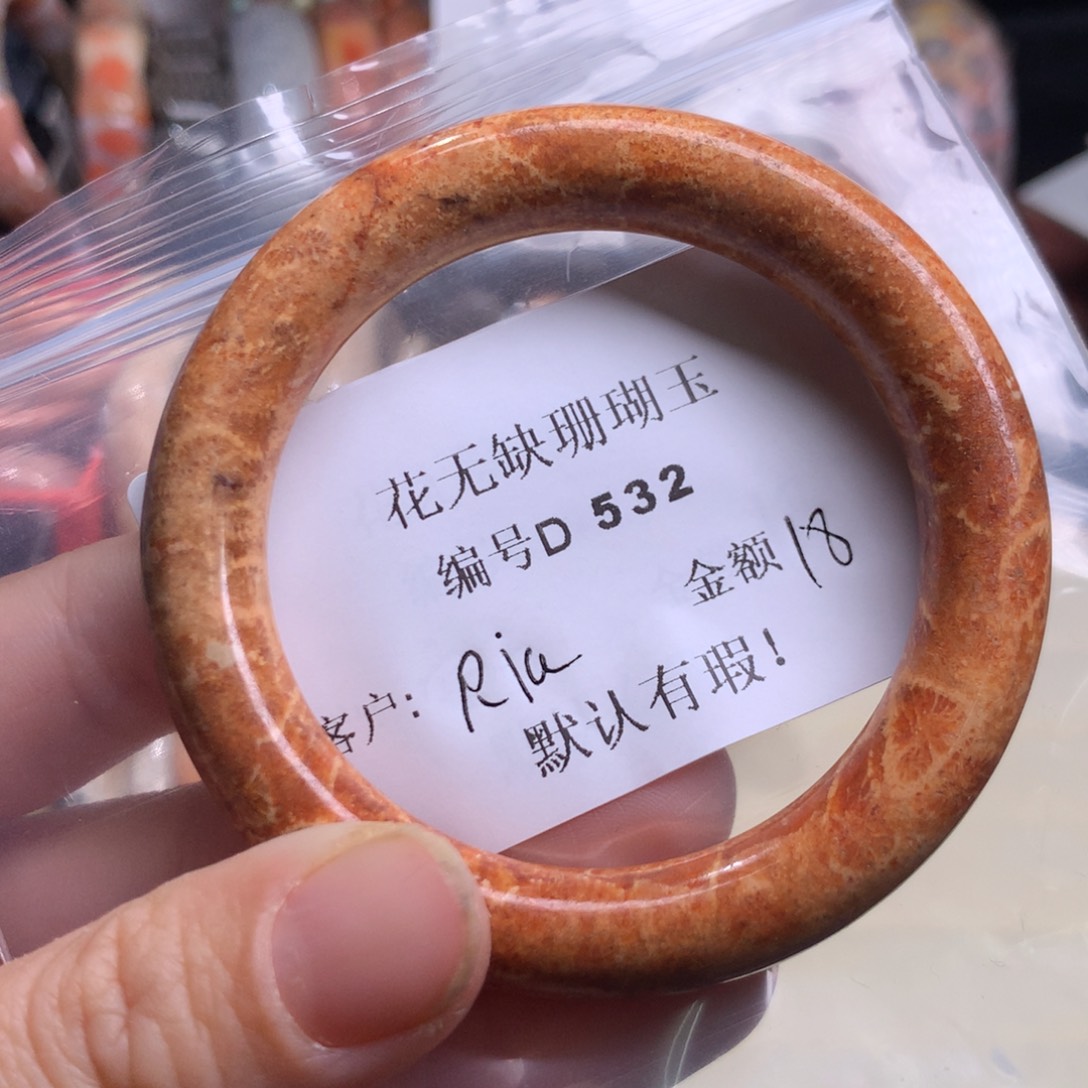 花无缺珊瑚玉
编号D 532
金额 18
客户: Ria
默认有瑕!